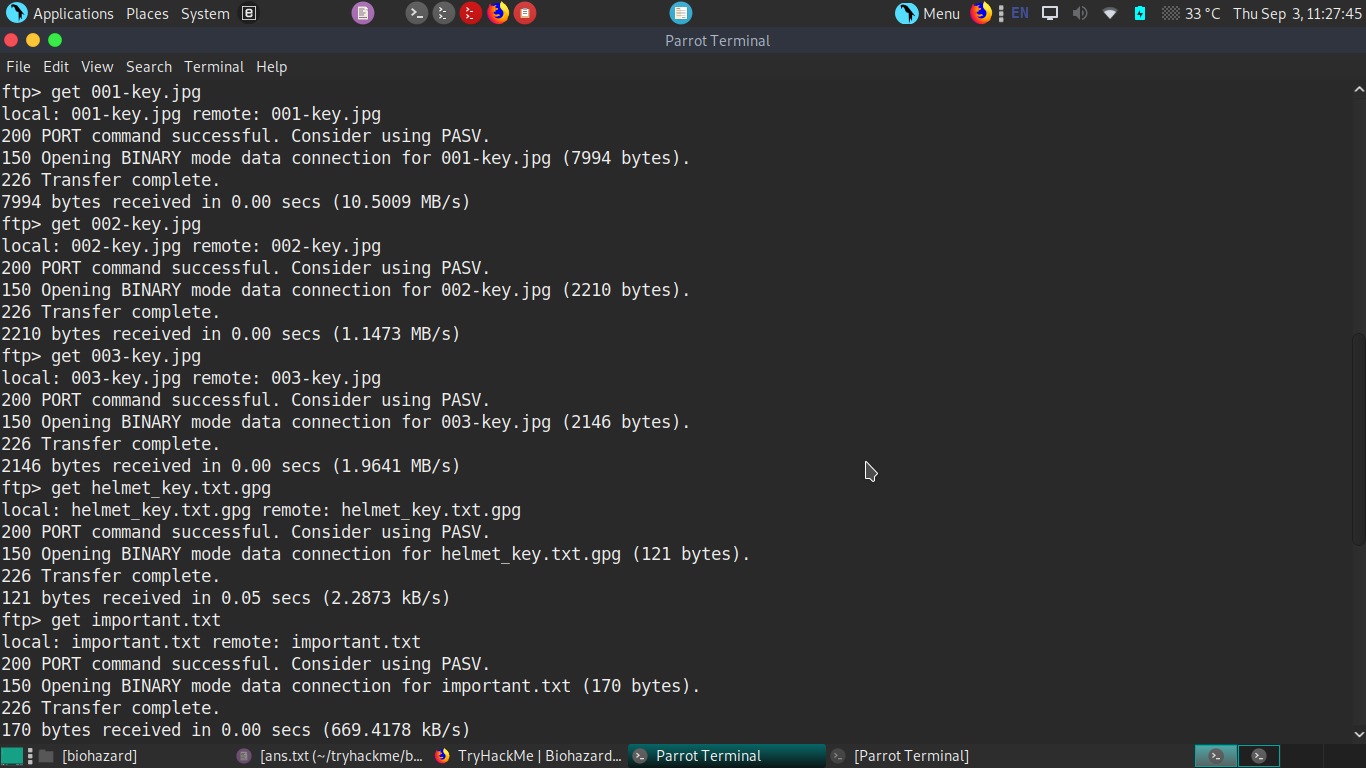 Applications Places System Menu EN 33 °C Thu Sep 3, 11:27:45
Parrot Terminal
File Edit View Search Terminal Help
ftp> get 001-key.jpg
local: 001-key.jpg remote: 001-key.jpg
200 PORT command successful. Consider using PASV.
150 Opening BINARY mode data connection for 001-key.jpg (7994 bytes).
226 Transfer complete.
7994 bytes received in 0.00 secs (10.5009 MB/s)
ftp> get 002-key.jpg
local: 002-key.jpg remote: 002-key.jpg
200 PORT command successful. Consider using PASV.
150 Opening BINARY mode data connection for 002-key.jpg (2210 bytes).
226 Transfer complete.
2210 bytes received in 0.00 secs (1.1473 MB/s)
ftp> get 003-key.jpg
local: 003-key.jpg remote: 003-key.jpg
200 PORT command successful. Consider using PASV.
150 Opening BINARY mode data connection for 003-key.jpg (2146 bytes).
226 Transfer complete.
2146 bytes received in 0.00 secs (1.9641 MB/s)
ftp> get helmet_key.txt.gpg
local: helmet_key.txt.gpg remote: helmet_key.txt.gpg
200 PORT command successful. Consider using PASV.
150 Opening BINARY mode data connection for helmet_key.txt.gpg (121 bytes).
226 Transfer complete.
121 bytes received in 0.05 secs (2.2873 kB/s)
ftp> get important.txt
local: important.txt remote: important.txt
200 PORT command successful. Consider using PASV.
150 Opening BINARY mode data connection for important.txt (170 bytes).
226 Transfer complete.
170 bytes received in 0.00 secs (669.4178 kB/s)
[biohazard] [ans.txt (~/tryhackme/b... TryHackMe | Biohazard... Parrot Terminal [Parrot Terminal]